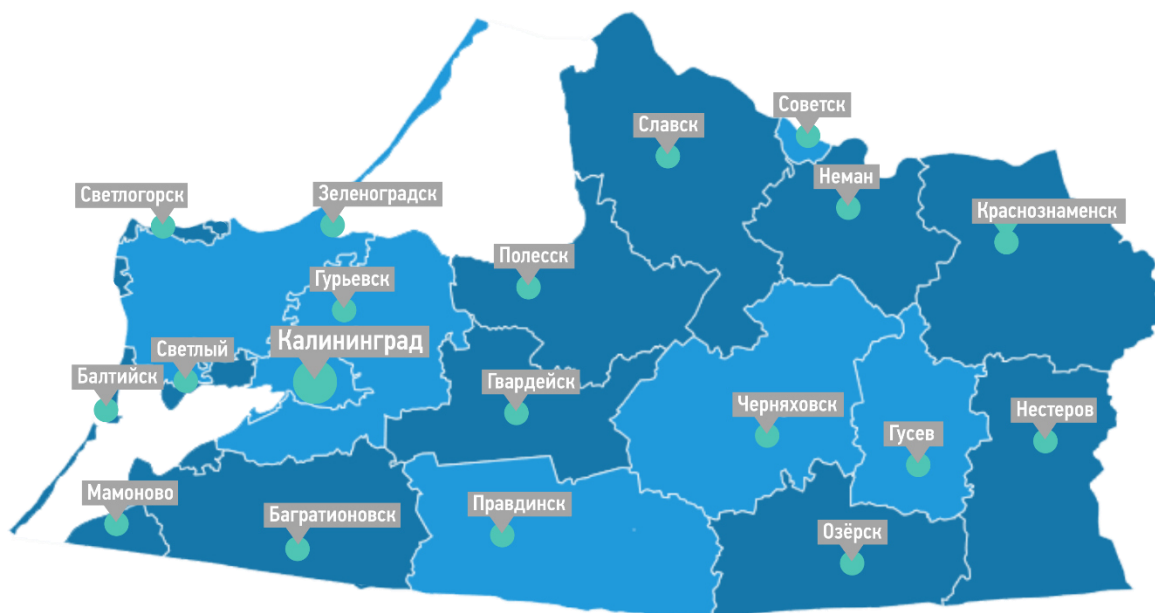 Советск
Славск
Неман
Светлогорск
Зеленоградск
Краснознаменск
Полесск
Гурьевск
Калининград
Светлый
Балтийск
Гвардейск
Черняховск
Нестеров
Гусев
Мамоново
Правдинск
Багратионовск
Озёрск